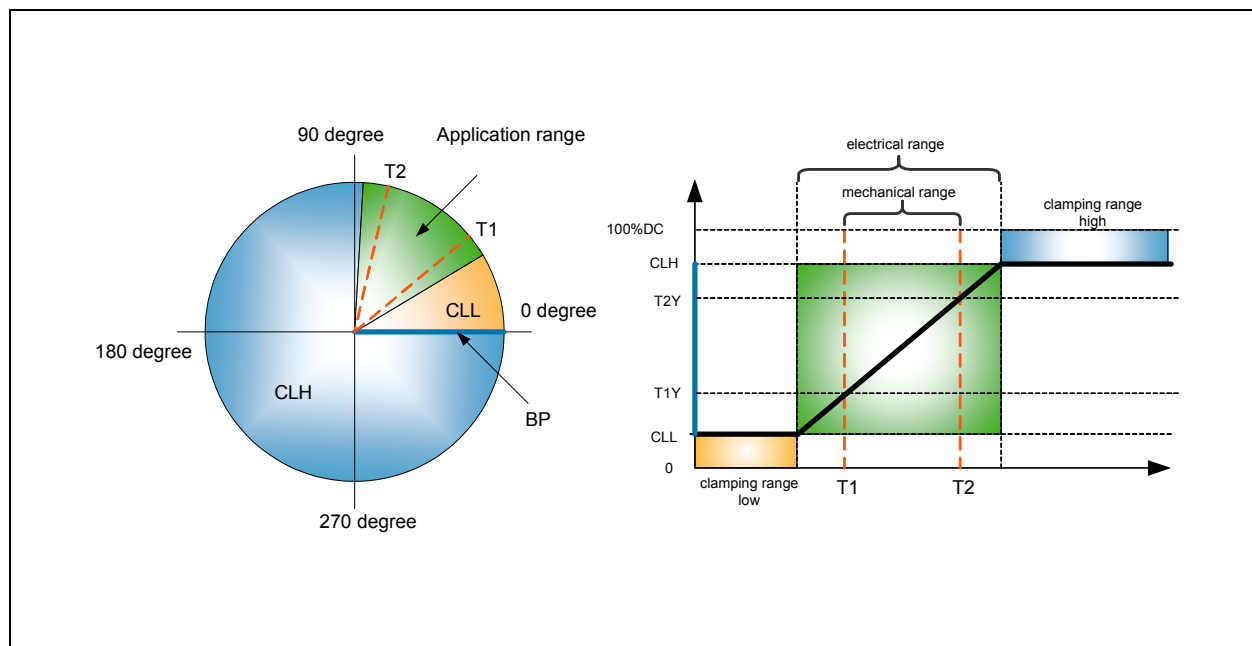 90 degree
Application range
T2
T1
CLL
0 degree
180 degree
CLH
BP
270 degree
electrical range
mechanical range
clamping range
high
100%DC
CLH
T2Y
T1Y
CLL
0
clamping range
low
T1
T2